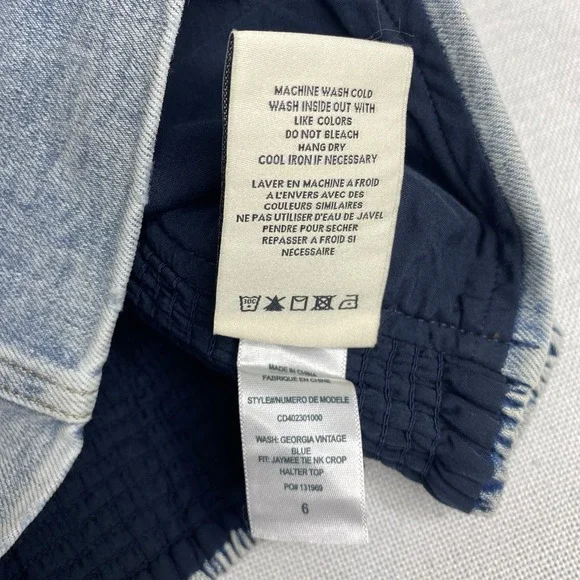 MACHINE WASH COLD
WASH INSIDE OUT WITH
LIKE COLORS
DO NOT BLEACH
HANG DRY
COOL IRON IF NECESSARY
LAVER EN MACHINE A FROID
A L'ENVERS AVEC DES
COULEURS SIMILAIRES
NE PAS UTILISER D'EAU DE JAVEL
PENDRE POUR SECHER
REPASSER A FROID SI
NECESSAIRE
MADE IN CHINA
FABRIQUE EN CHINE
STYLE#/NUMERO DE MODELE
CD402301000
WASH: GEORGIA VINTAGE
BLUE
FIT: JAYMEE TIE NK CROP
HALTER TOP
PO# 131969
6